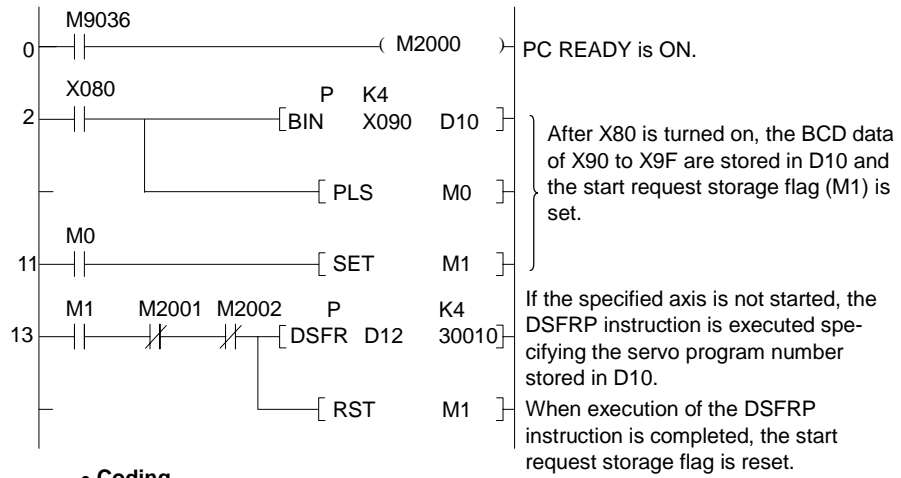 M9036
0 ( M2000 ) PC READY is ON.
X080 P K4
2 [BIN X090 D10 ]
After X80 is turned on, the BCD data
of X90 to X9F are stored in D10 and
the start request storage flag (M1) is
set.
[ PLS M0 ]
M0
11 [ SET M1 ]
M1 M2001 M2002 P K4
13 [DSFR D12 30010]
If the specified axis is not started, the
DSFRP instruction is executed spe-
cifying the servo program number
stored in D10.
[ RST M1 ]
When execution of the DSFRP
instruction is completed, the start
request storage flag is reset.
• Coding